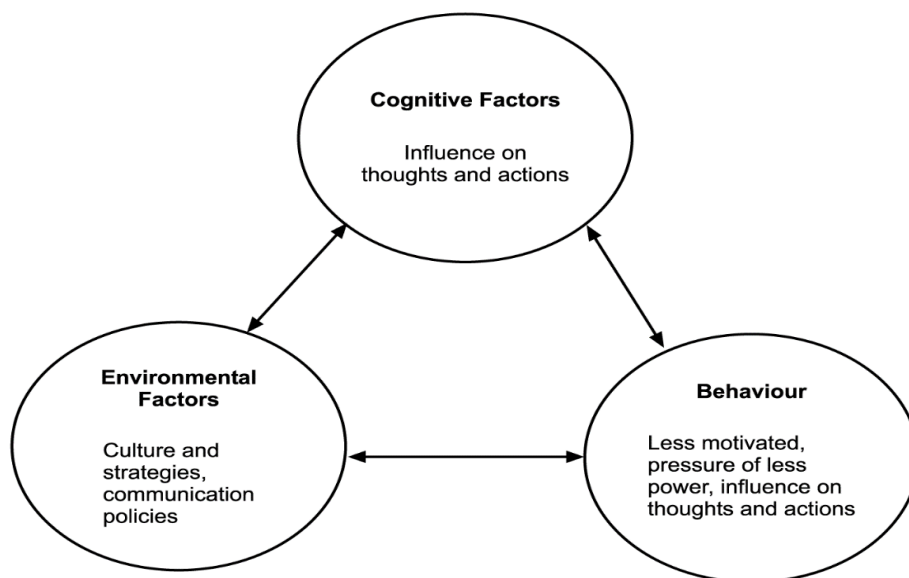 Cognitive Factors
Influence on
thoughts and actions
Environmental
Factors
Culture and
strategies,
communication
policies
Behaviour
Less motivated,
pressure of less
power, influence on
thoughts and actions